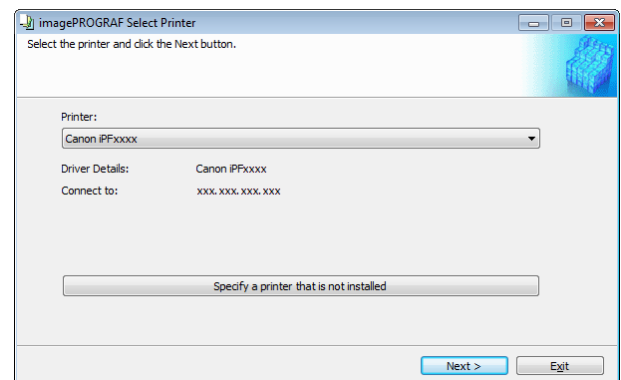 imagePROGRAF Select Printer
Select the printer and click the Next button.
Printer:
Canon iPFxxxx
Driver Details: Canon iPFxxxx
Connect to: xxx.xxx.xxx.xxx
Specify a printer that is not installed
Next > Exit